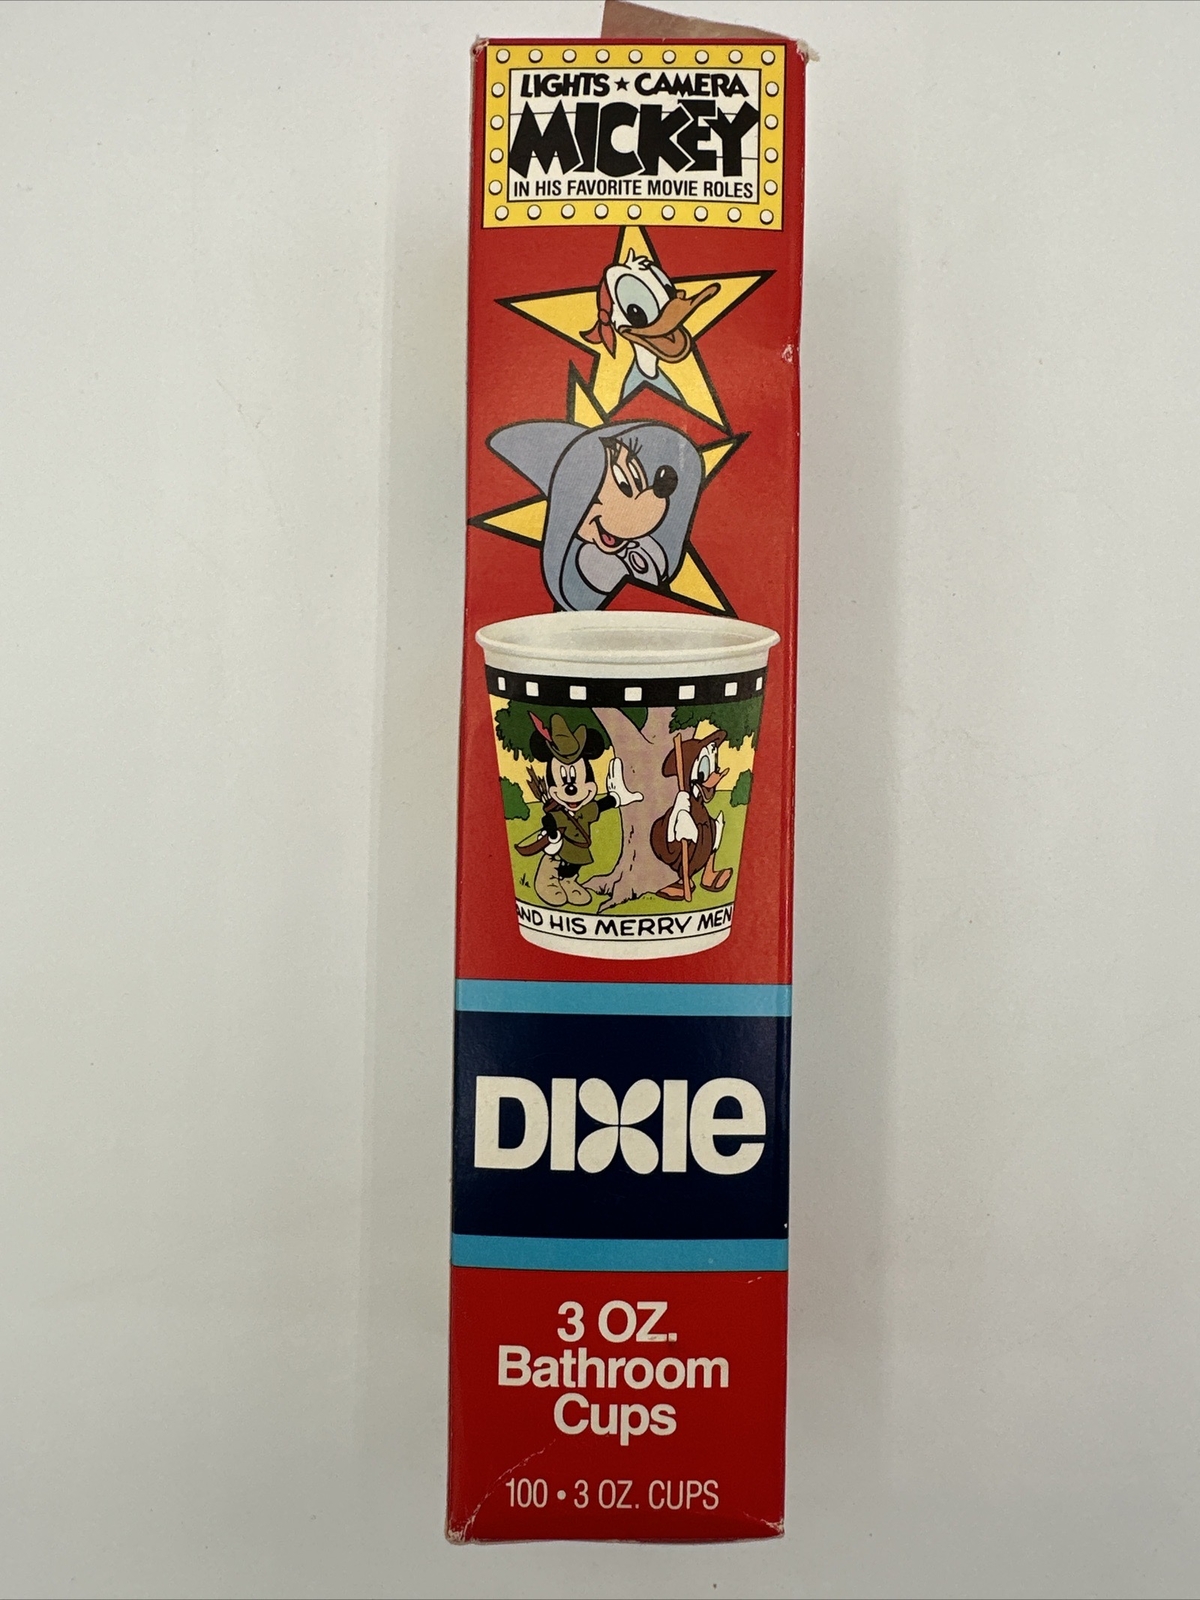 LIGHTS ★ CAMERA
MICKEY
IN HIS FAVORITE MOVIE ROLES
AND HIS MERRY MEN
DIXIE
3 OZ.
Bathroom
Cups
100 • 3 OZ. CUPS